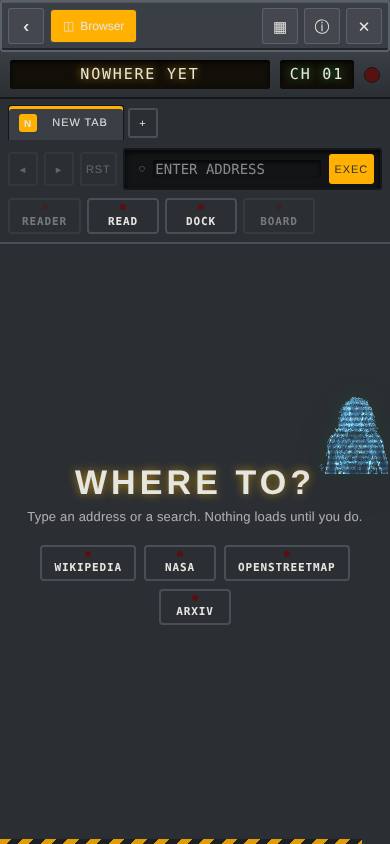 ‹ Browser ✕
NOWHERE YET CH 01
N NEW TAB +
RST ENTER ADDRESS EXEC
READER READ DOCK BOARD
WHERE TO?
Type an address or a search. Nothing loads until you do.
WIKIPEDIA NASA OPENSTREETMAP
ARXIV